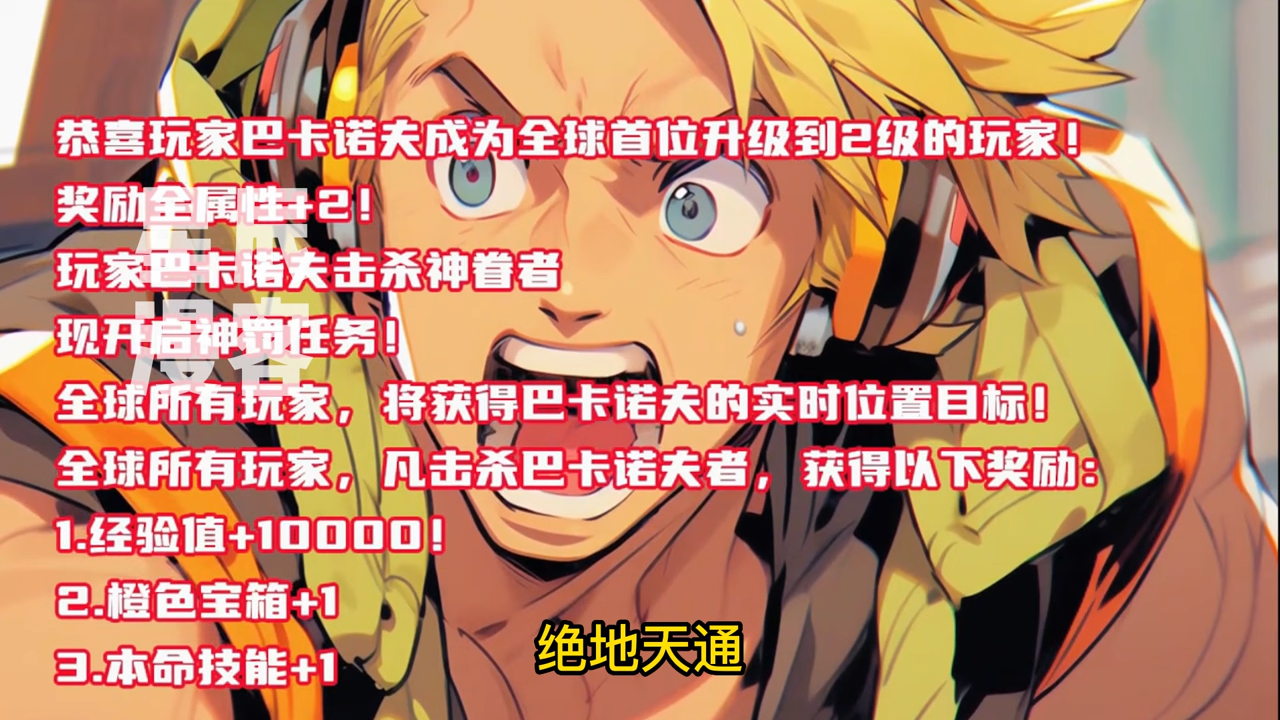 恭喜玩家巴卡诺夫成为全球首位升级到2级的玩家！
奖励全属性+2！
玩家巴卡诺夫击杀神眷者
现开启神罚任务！
全球所有玩家，将获得巴卡诺夫的实时位置目标！
全球所有玩家，凡击杀巴卡诺夫者，获得以下奖励：
1.经验值+10000！
2.橙色宝箱+1
3.本命技能+1
绝地天通